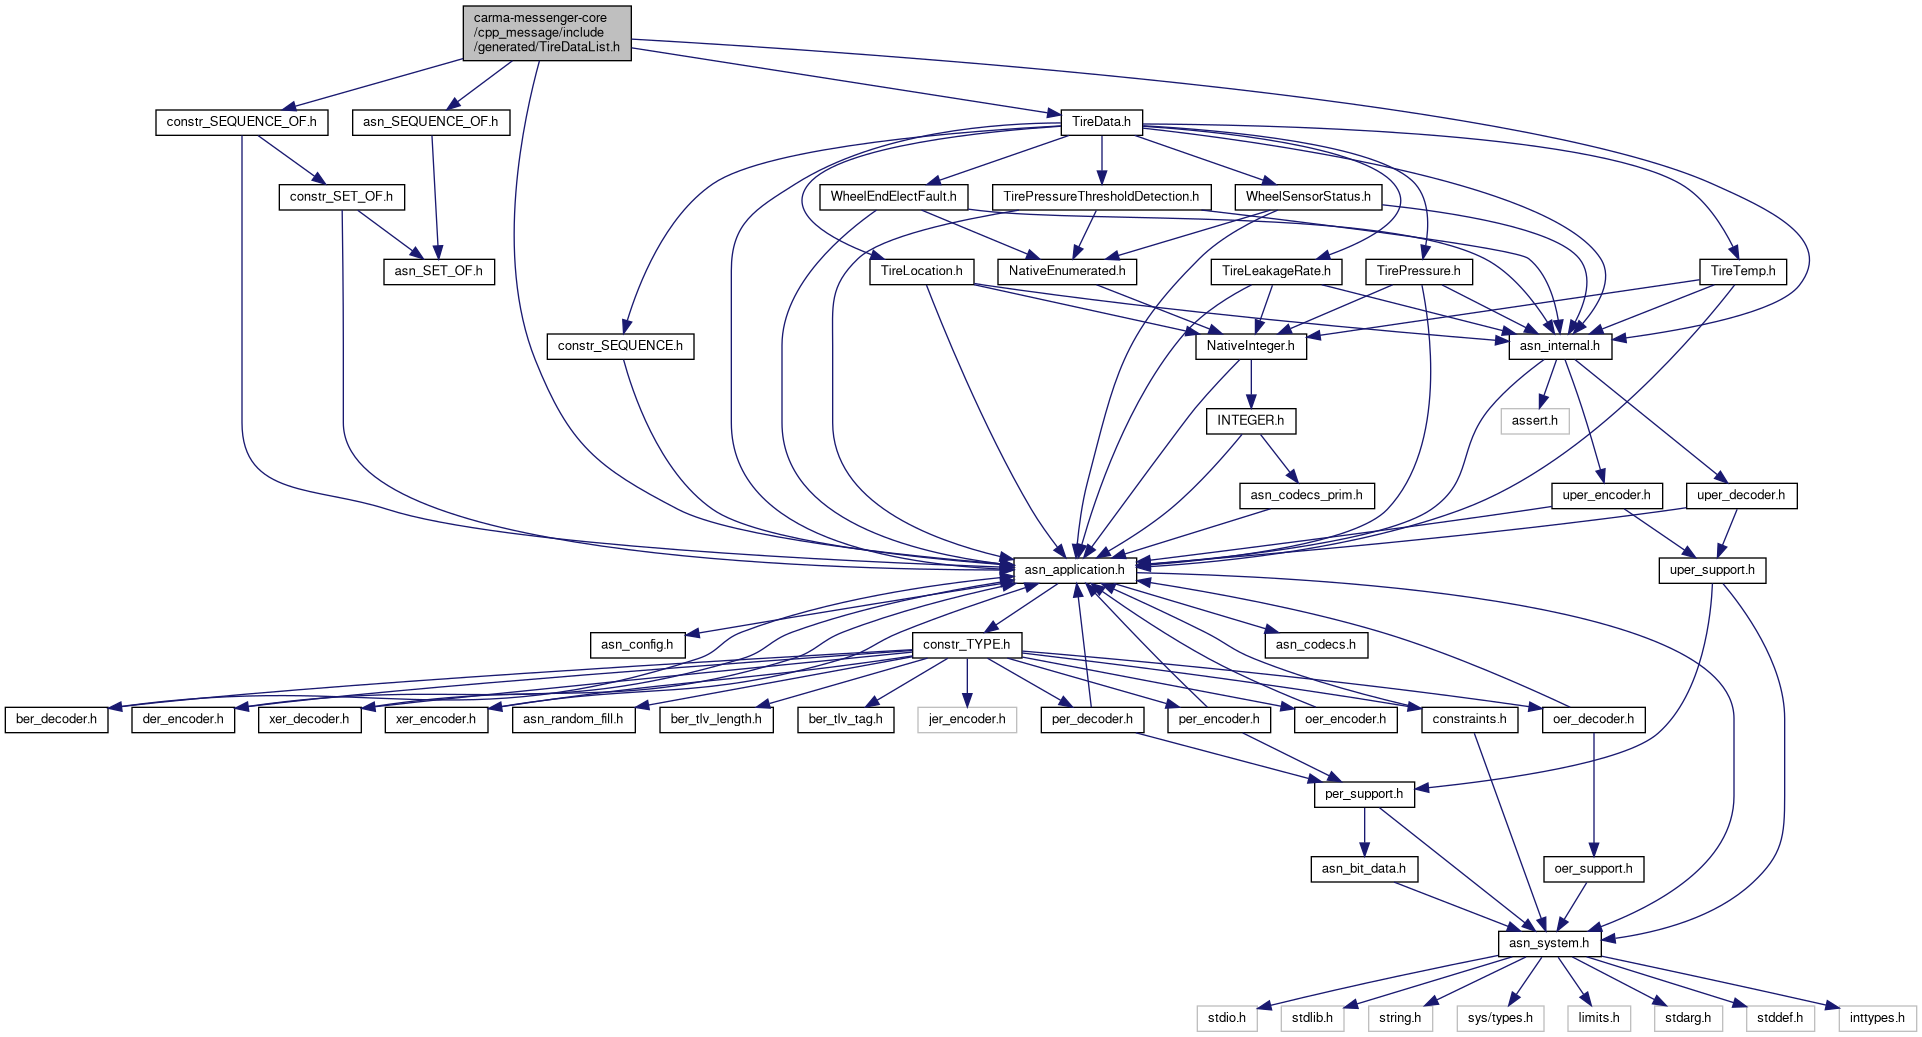 carma-messenger-core
/cpp_message/include
/generated/TireDataList.h
constr_SEQUENCE_OF.h
asn_SEQUENCE_OF.h
TireData.h
constr_SET_OF.h
WheelEndElectFault.h
TirePressureThresholdDetection.h
WheelSensorStatus.h
asn_SET_OF.h
TireLocation.h
NativeEnumerated.h
TireLeakageRate.h
TirePressure.h
TireTemp.h
constr_SEQUENCE.h
NativeInteger.h
asn_internal.h
INTEGER.h
assert.h
asn_codecs_prim.h
uper_encoder.h
uper_decoder.h
asn_application.h
uper_support.h
asn_config.h
constr_TYPE.h
asn_codecs.h
ber_decoder.h
der_encoder.h
xer_decoder.h
xer_encoder.h
asn_random_fill.h
ber_tlv_length.h
ber_tlv_tag.h
jer_encoder.h
per_decoder.h
per_encoder.h
oer_encoder.h
constraints.h
oer_decoder.h
per_support.h
asn_bit_data.h
oer_support.h
asn_system.h
stdio.h
stdlib.h
string.h
sys/types.h
limits.h
stdarg.h
stddef.h
inttypes.h